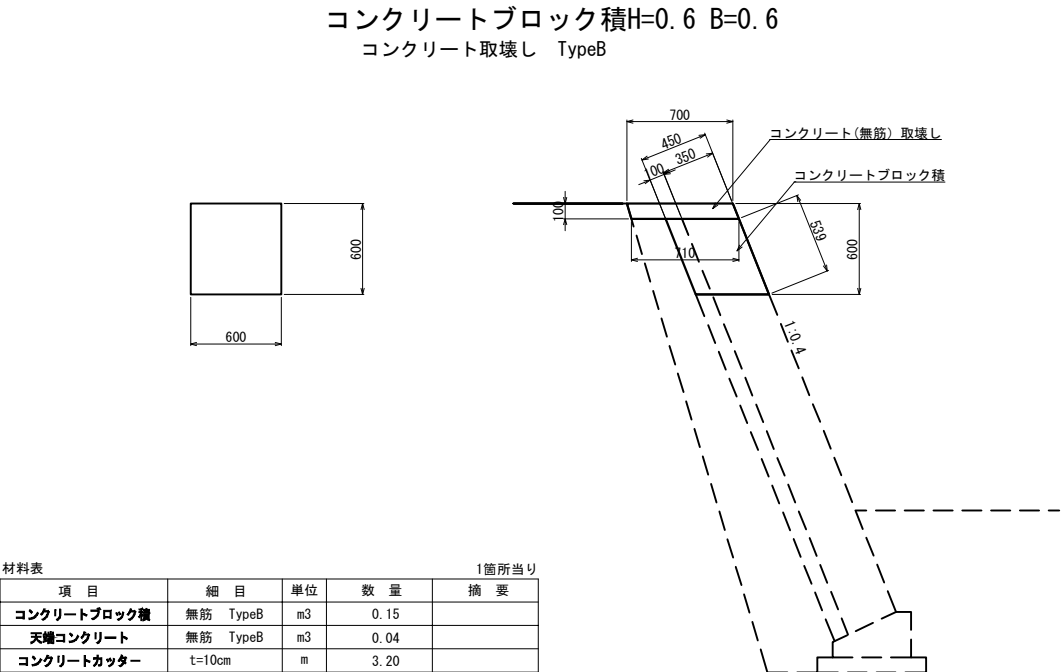 コンクリートブロック積H=0.6 B=0.6
コンクリート取壊し TypeB
700
コンクリート(無筋) 取壊し
450
350
100
コンクリートブロック積
100
539
600
600
710
600
1:0.4
材料表
1箇所当り
項 目 細 目 単位 数 量 摘 要
コンクリートブロック積 無筋 TypeB m3 0.15
天端コンクリート 無筋 TypeB m3 0.04
コンクリートカッター t=10cm m 3.20